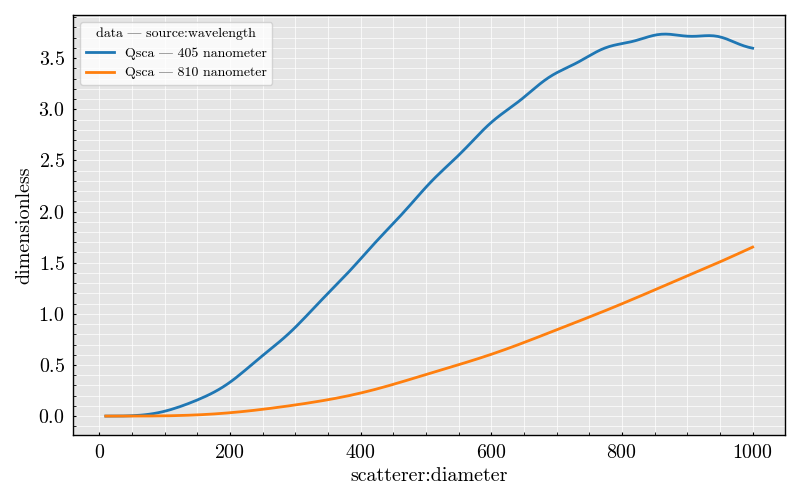 data — source:wavelength
Qsca — 405 nanometer
Qsca — 810 nanometer
3.5
3.0
2.5
2.0
1.5
1.0
0.5
0.0
dimensionless
0 200 400 600 800 1000
scatterer:diameter